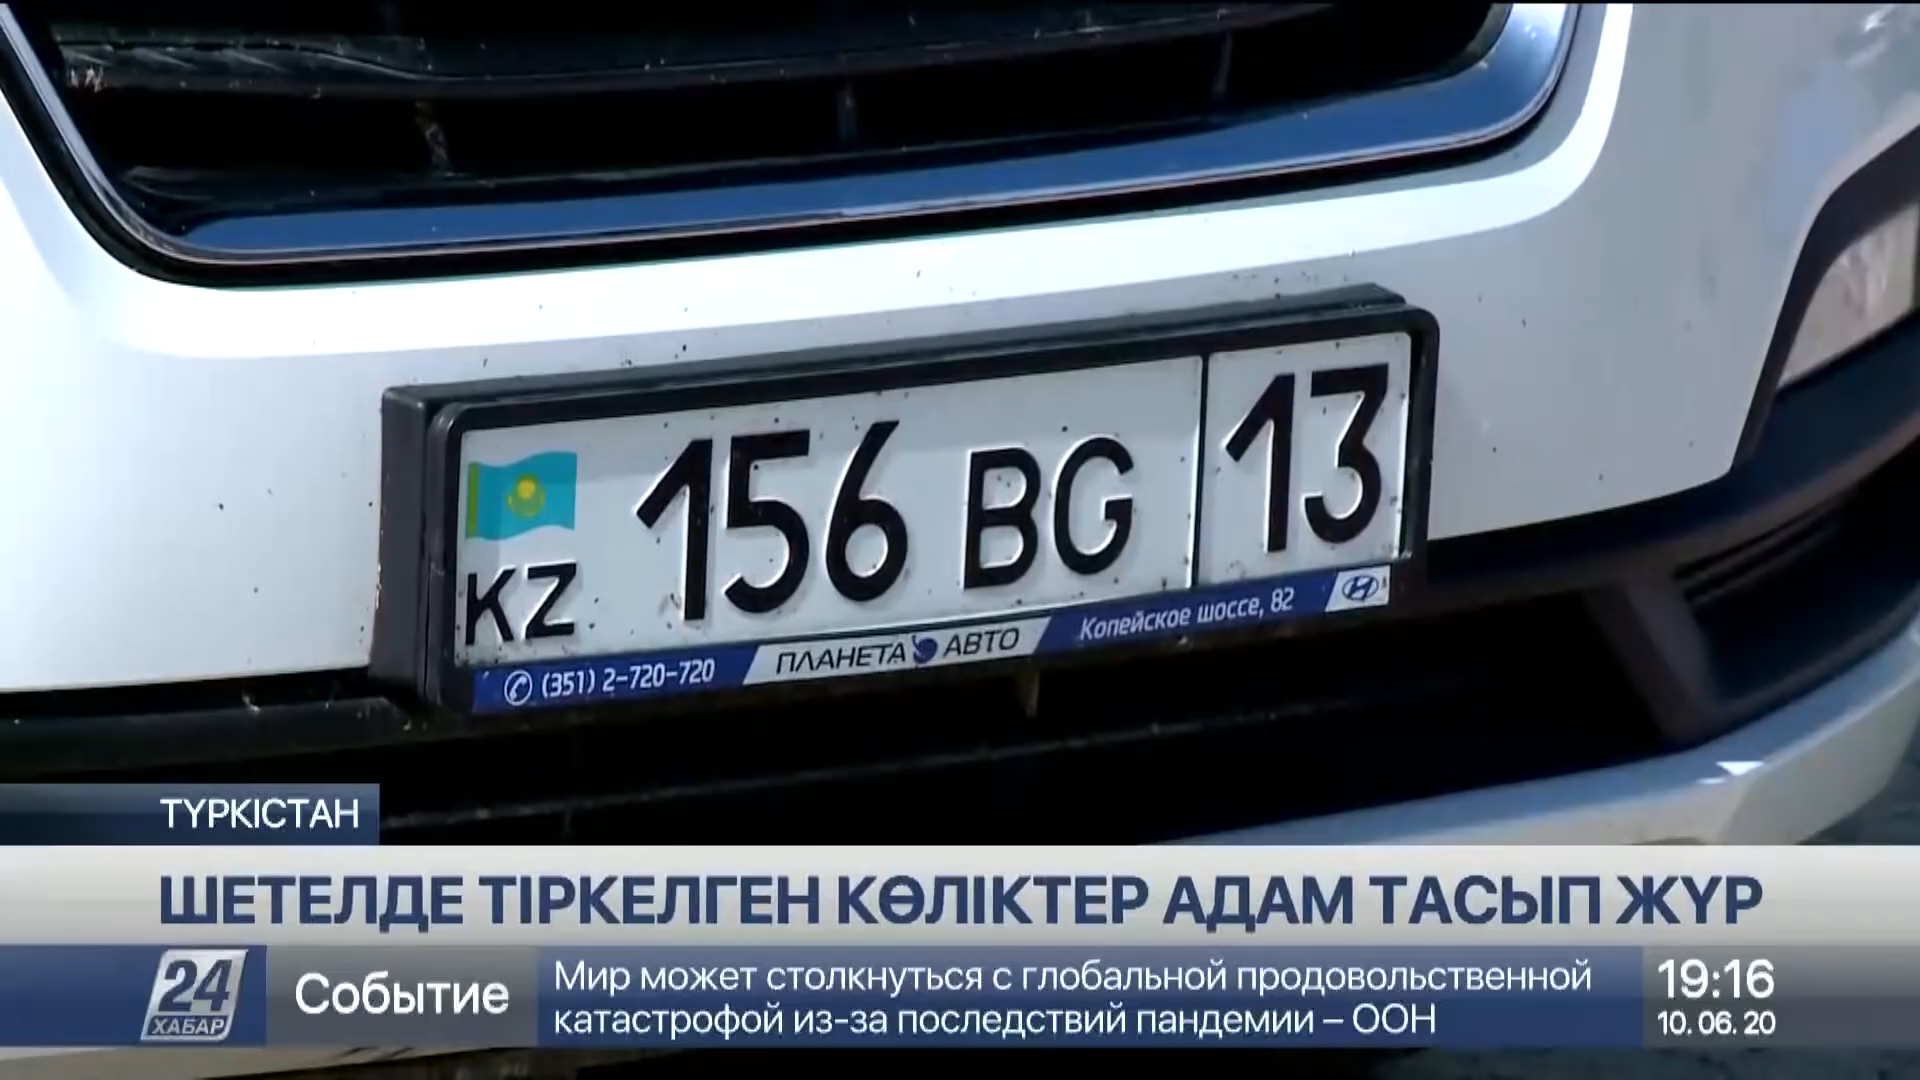 KZ 156 BG 13
(351) 2-720-720 ПЛАНЕТА АВТО Копейское шоссе, 82
ТҮРКІСТАН
ШЕТЕЛДЕ ТІРКЕЛГЕН КӨЛІКТЕР АДАМ ТАСЫП ЖҮР
24
ХАБАР
Событие
Мир может столкнуться с глобальной продовольственной
катастрофой из-за последствий пандемии – ООН
19:16
10. 06. 20